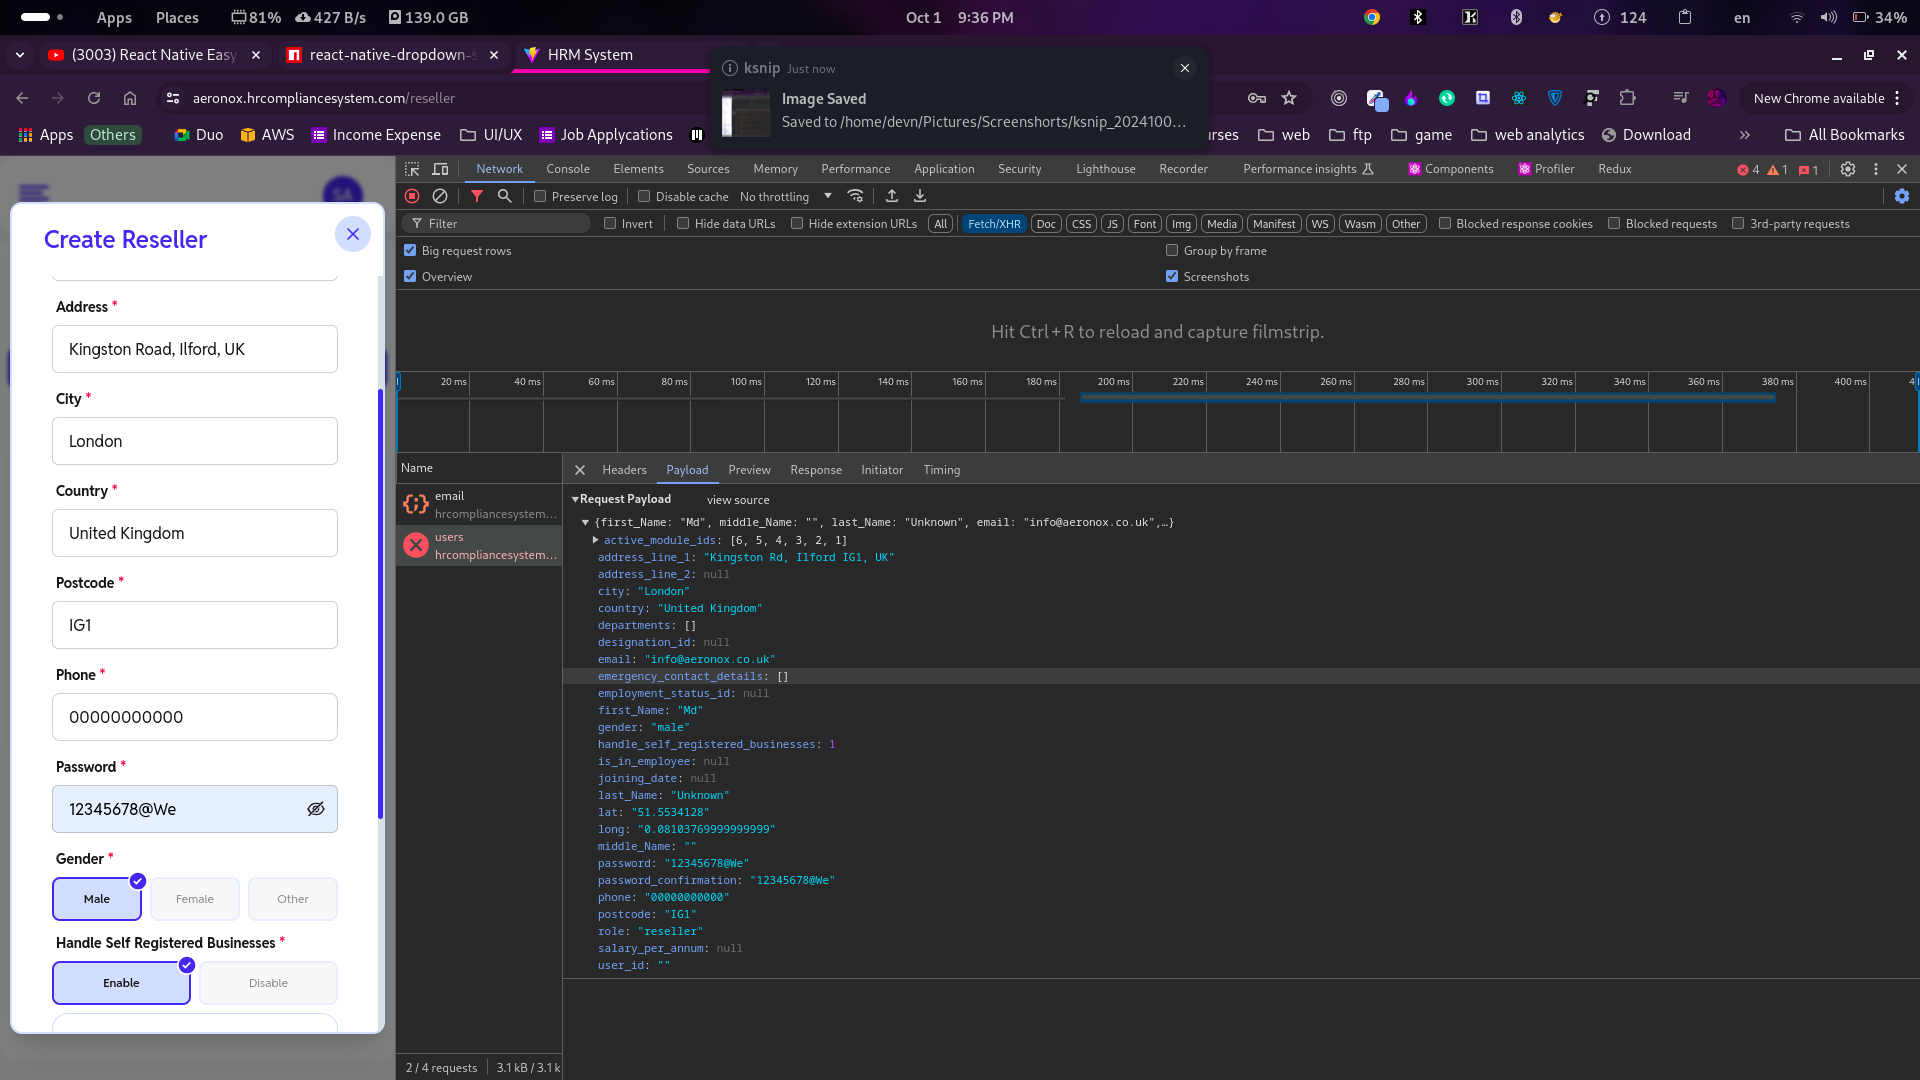 Apps Places 81% 427 B/s 139.0 GB Oct 1 9:36 PM 124 en 34%
(3003) React Native Easy react-native-dropdown-s HRM System
ksnip Just now
Image Saved
Saved to /home/devn/Pictures/Screenshorts/ksnip_2024100...
aeronox.hrcompliancesystem.com/reseller New Chrome available
Apps Others Duo AWS Income Expense UI/UX Job Applycations urses web ftp game web anylitics Download All Bookmarks
Network Console Elements Sources Memory Performance Application Security Lighthouse Recorder Performance insights Components Profiler Redux 4 1 1
Preserve log Disable cache No throttling
Filter Invert Hide data URLs Hide extension URLs All Fetch/XHR Doc CSS JS Font Img Media Manifest WS Wasm Other Blocked response cookies Blocked requests 3rd-party requests
Big request rows Group by frame
Overview Screenshots
Hit Ctrl+R to reload and capture filmstrip.
20 ms 40 ms 60 ms 80 ms 100 ms 120 ms 140 ms 160 ms 180 ms 200 ms 220 ms 240 ms 260 ms 280 ms 300 ms 320 ms 340 ms 360 ms 380 ms 400 ms 4
SA
Create Reseller
Address *
Kingston Road, Ilford, UK
City *
London
Country *
United Kingdom
Postcode *
IG1
Phone *
00000000000
Password *
12345678@We
Gender *
Male Female Other
Handle Self Registered Businesses *
Enable Disable
Name
email
hrcompliancesystem...
users
hrcompliancesystem...
2 / 4 requests 3.1 kB / 3.1 k
Headers Payload Preview Response Initiator Timing
Request Payload view source
{first_Name: "Md", middle_Name: "", last_Name: "Unknown", email: "info@aeronox.co.uk",…}
active_module_ids: [6, 5, 4, 3, 2, 1]
address_line_1: "Kingston Rd, Ilford IG1, UK"
address_line_2: null
city: "London"
country: "United Kingdom"
departments: []
designation_id: null
email: "info@aeronox.co.uk"
emergency_contact_details: []
employment_status_id: null
first_Name: "Md"
gender: "male"
handle_self_registered_businesses: 1
is_in_employee: null
joining_date: null
last_Name: "Unknown"
lat: "51.5534128"
long: "0.08103769999999999"
middle_Name: ""
password: "12345678@We"
password_confirmation: "12345678@We"
phone: "00000000000"
postcode: "IG1"
role: "reseller"
salary_per_annum: null
user_id: ""